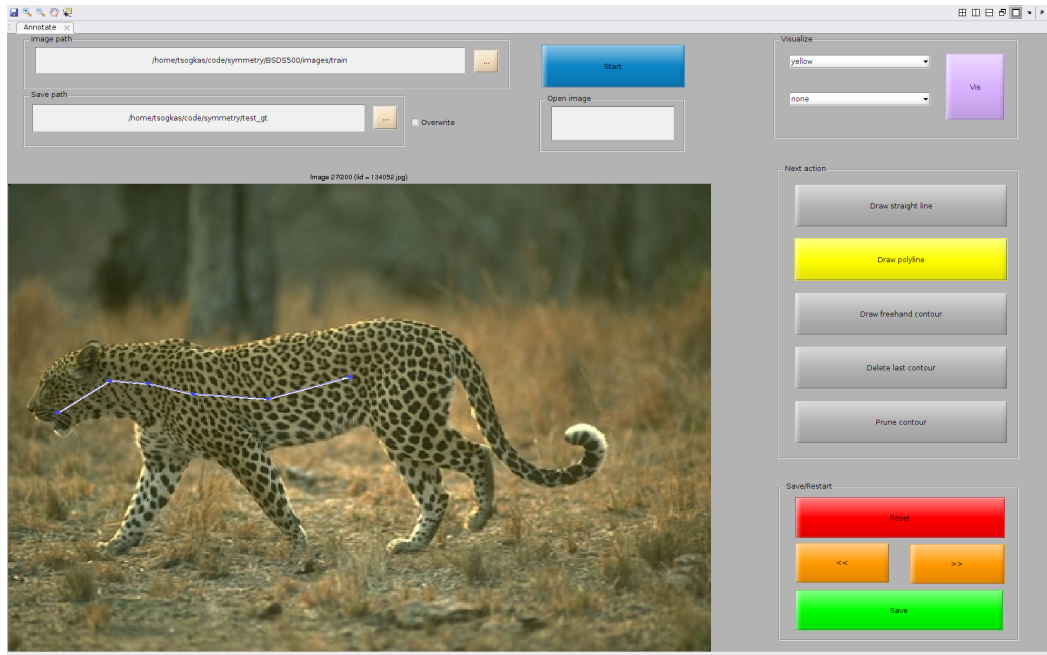 Annotate
Image path
/home/tsogkas/code/symmetry/BSDS500/images/train
...
Start
Visualize
yellow
none
Vis
Save path
/home/tsogkas/code/symmetry/test_gt
...
Overwrite
Open image
Image 27/200 (iid = 134052.jpg)
Next action
Draw straight line
Draw polyline
Draw freehand contour
Delete last contour
Prune contour
Save/Restart
Reset
<<
>>
Save